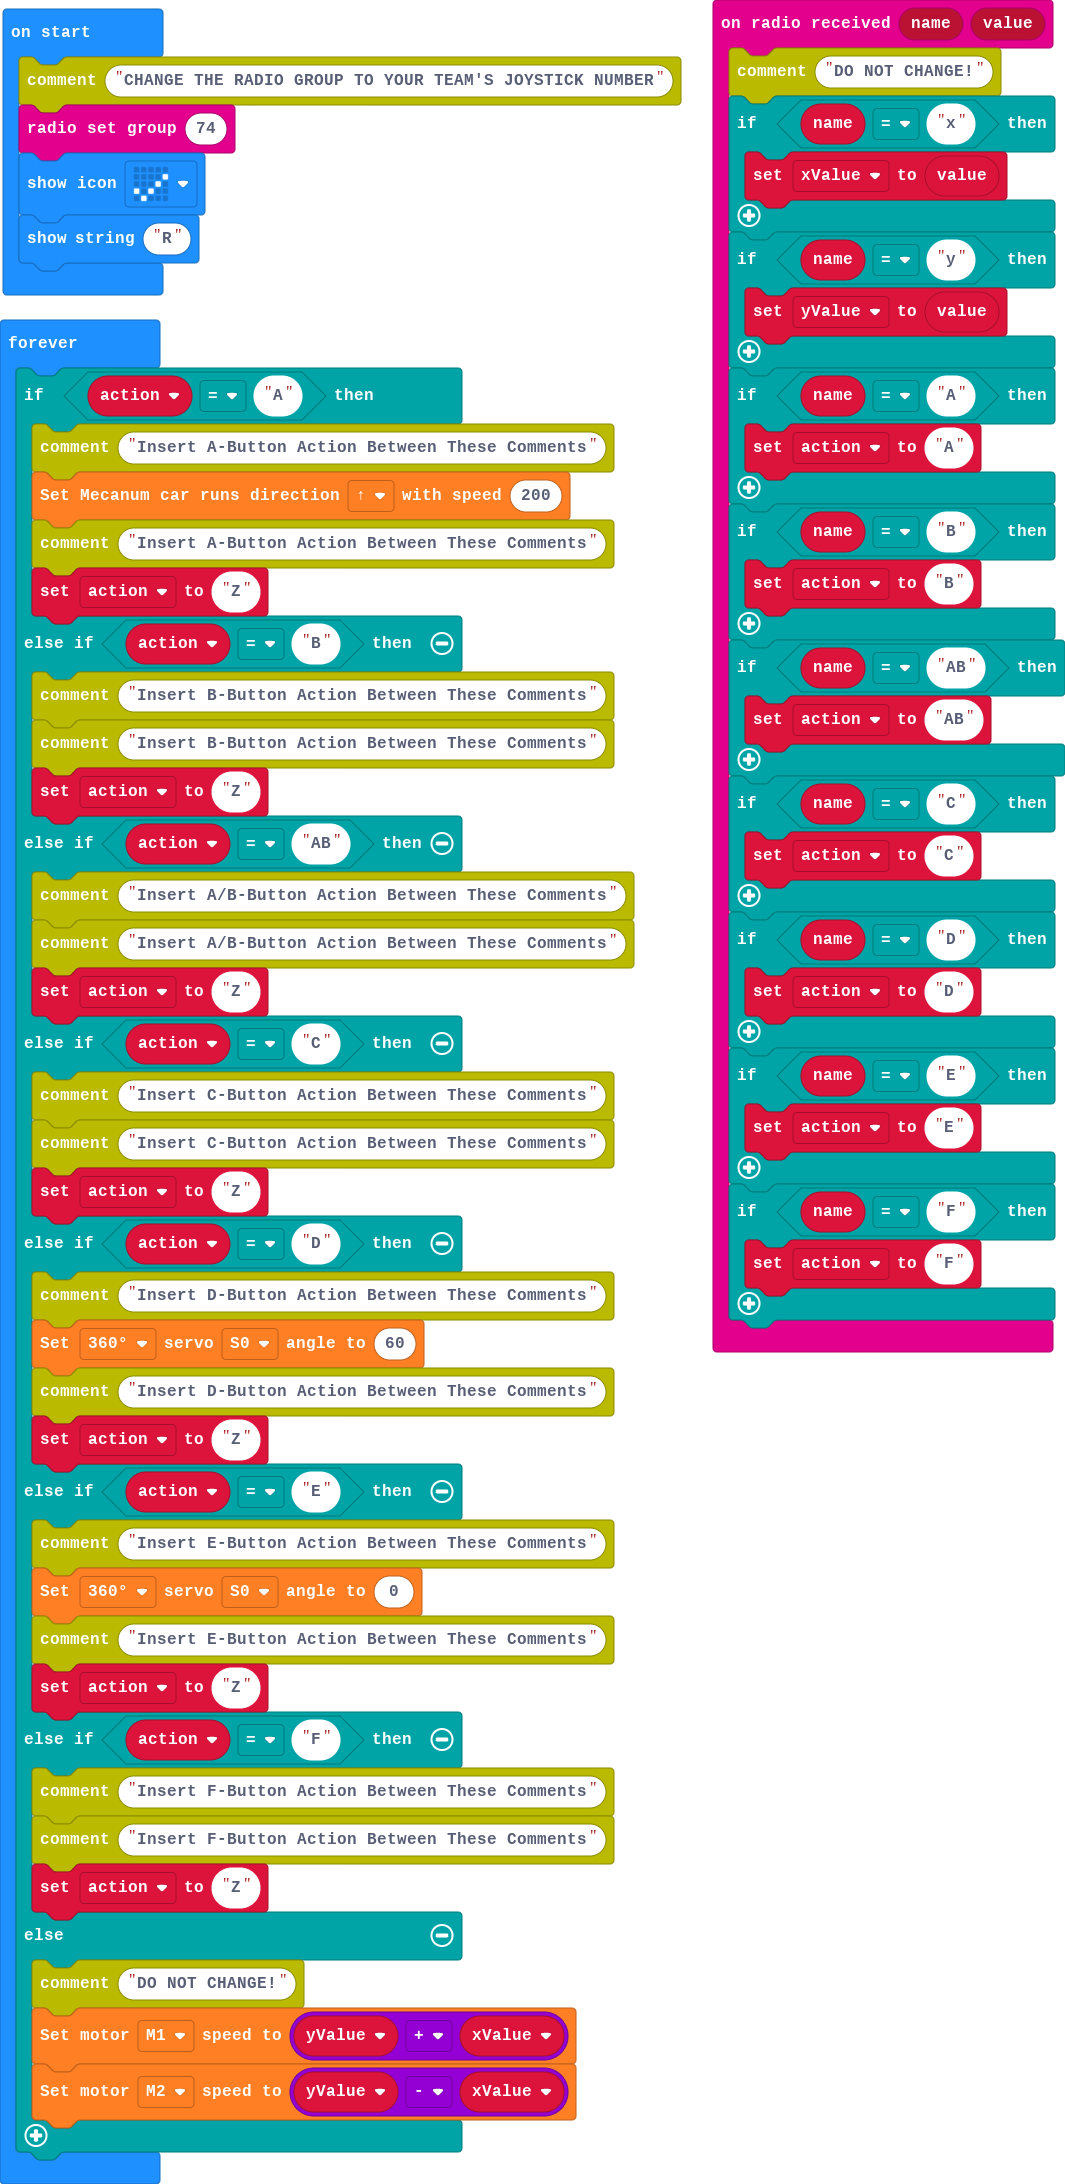 on start
comment "CHANGE THE RADIO GROUP TO YOUR TEAM'S JOYSTICK NUMBER"
radio set group 74
show icon
show string "R"
forever
if action = "A" then
comment "Insert A-Button Action Between These Comments"
Set Mecanum car runs direction ↑ with speed 200
comment "Insert A-Button Action Between These Comments"
set action to "Z"
else if action = "B" then
comment "Insert B-Button Action Between These Comments"
comment "Insert B-Button Action Between These Comments"
set action to "Z"
else if action = "AB" then
comment "Insert A/B-Button Action Between These Comments"
comment "Insert A/B-Button Action Between These Comments"
set action to "Z"
else if action = "C" then
comment "Insert C-Button Action Between These Comments"
comment "Insert C-Button Action Between These Comments"
set action to "Z"
else if action = "D" then
comment "Insert D-Button Action Between These Comments"
Set 360° servo S0 angle to 60
comment "Insert D-Button Action Between These Comments"
set action to "Z"
else if action = "E" then
comment "Insert E-Button Action Between These Comments"
Set 360° servo S0 angle to 0
comment "Insert E-Button Action Between These Comments"
set action to "Z"
else if action = "F" then
comment "Insert F-Button Action Between These Comments"
comment "Insert F-Button Action Between These Comments"
set action to "Z"
else
comment "DO NOT CHANGE!"
Set motor M1 speed to yValue + xValue
Set motor M2 speed to yValue - xValue
on radio received name value
comment "DO NOT CHANGE!"
if name = "x" then
set xValue to value
if name = "y" then
set yValue to value
if name = "A" then
set action to "A"
if name = "B" then
set action to "B"
if name = "AB" then
set action to "AB"
if name = "C" then
set action to "C"
if name = "D" then
set action to "D"
if name = "E" then
set action to "E"
if name = "F" then
set action to "F"